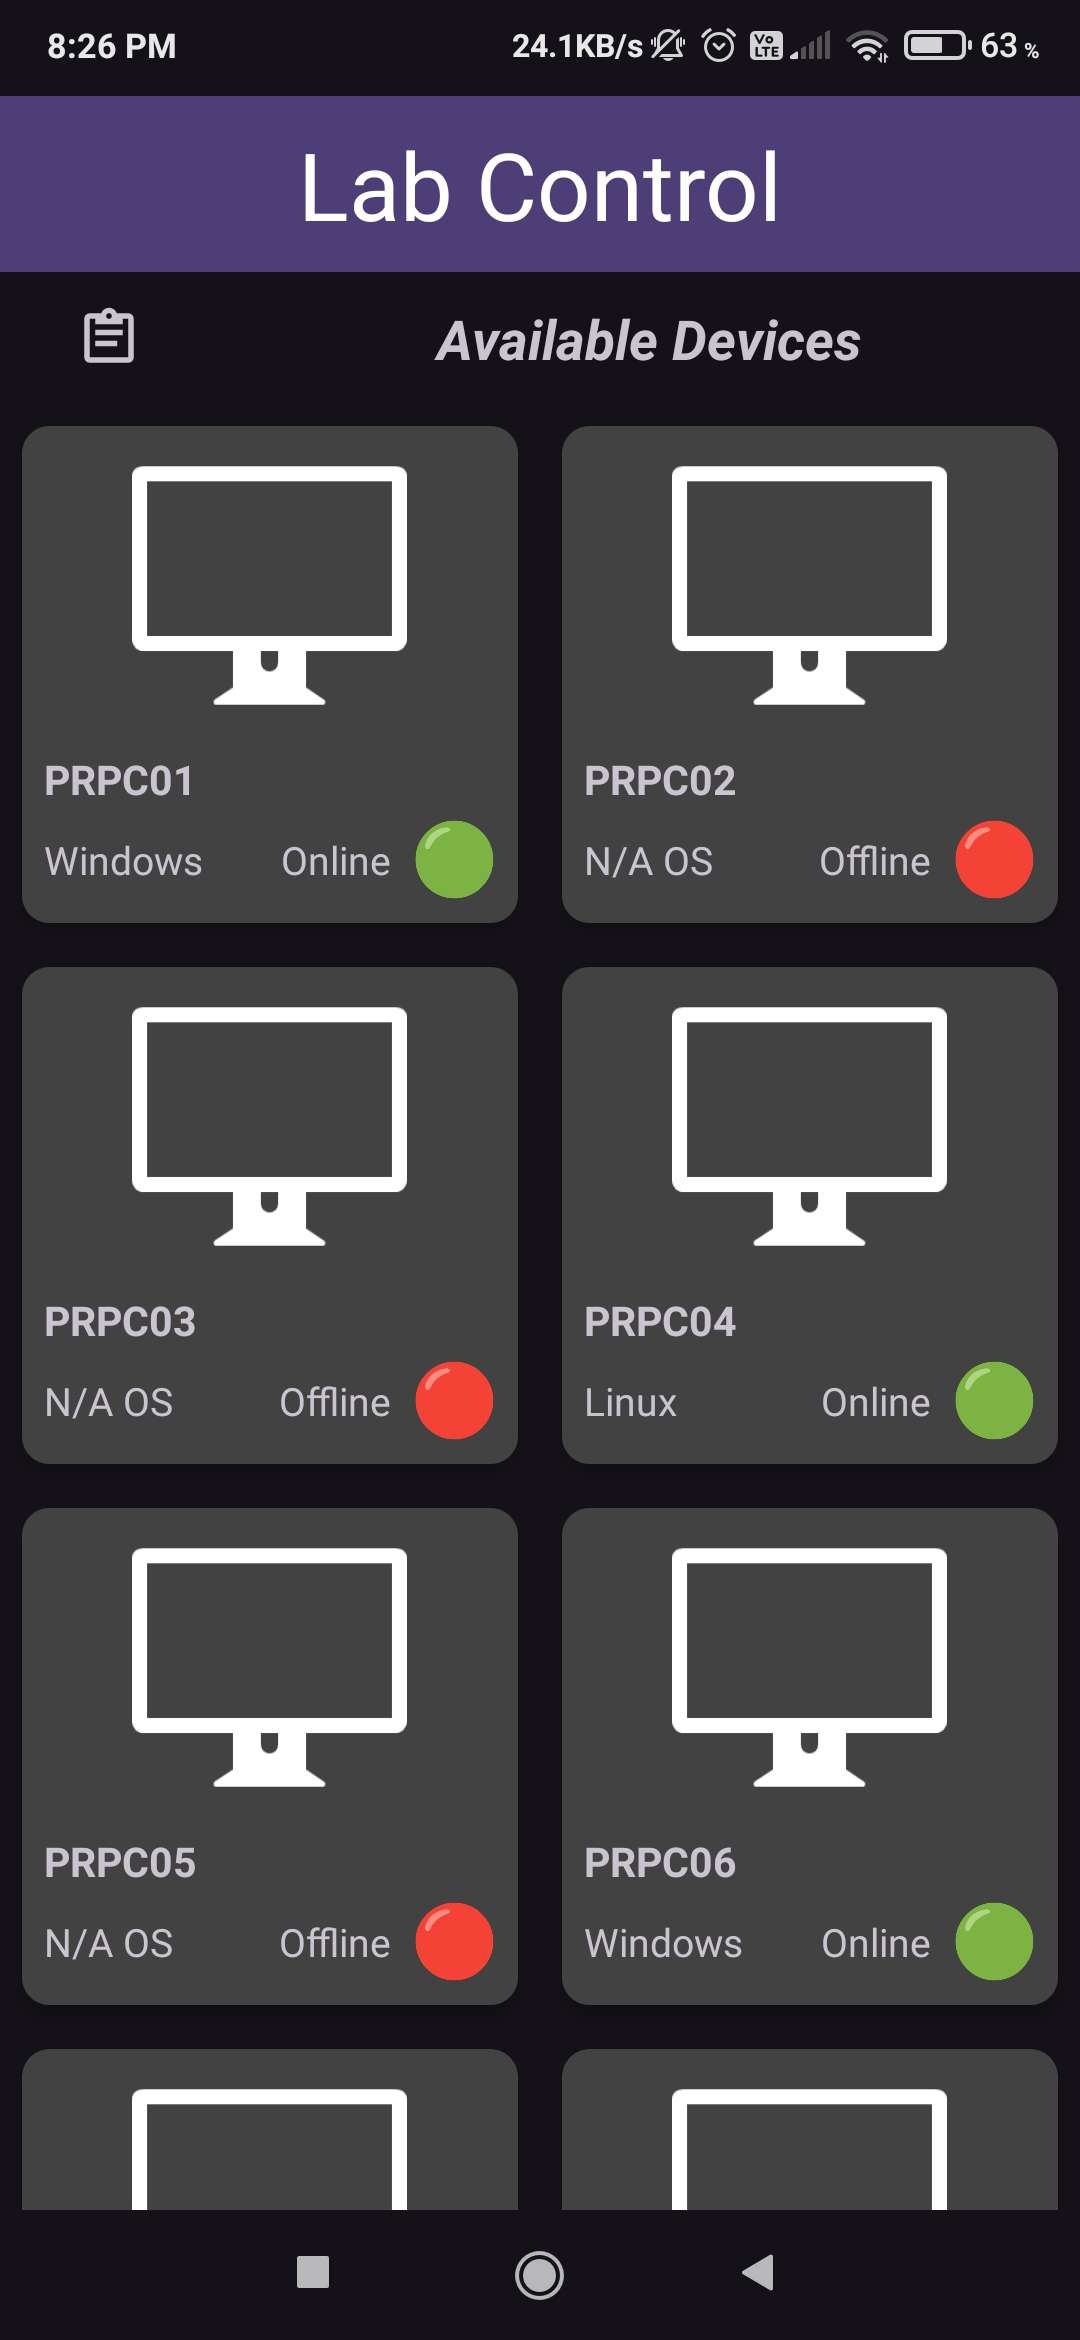 8:26 PM 24.1KB/s Vo LTE 63 %
Lab Control
Available Devices
PRPC01
Windows Online
PRPC02
N/A OS Offline
PRPC03
N/A OS Offline
PRPC04
Linux Online
PRPC05
N/A OS Offline
PRPC06
Windows Online